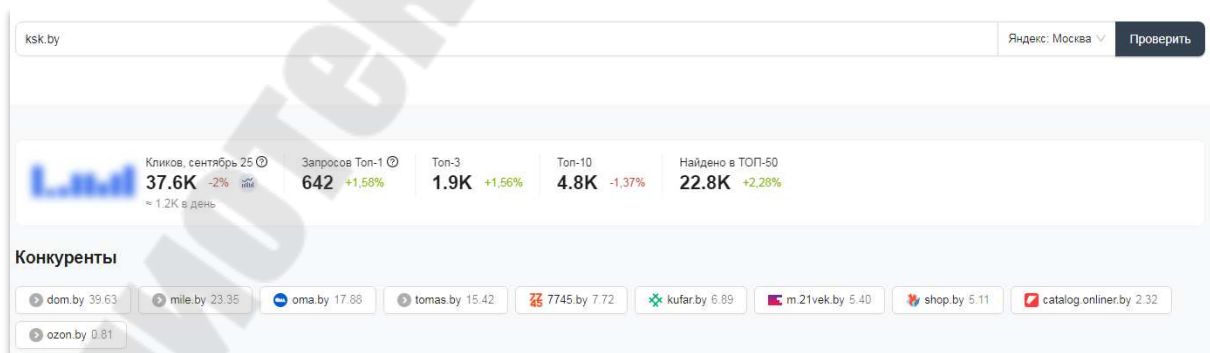 ksk.by Яндекс: Москва Проверить
Кликов, сентябрь 25 Запросов Топ-1 Топ-3 Топ-10 Найдено в ТОП-50
37.6K -2% 642 +1,58% 1.9K +1,56% 4.8K -1,37% 22.8K +2,28%
≈ 1.2K в день
Конкуренты
dom.by 39.63 mile.by 23.35 oma.by 17.88 tomas.by 15.42 7745.by 7.72 kufar.by 6.89 m.21vek.by 5.40 shop.by 5.11 catalog.onliner.by 2.32
ozon.by 0.81